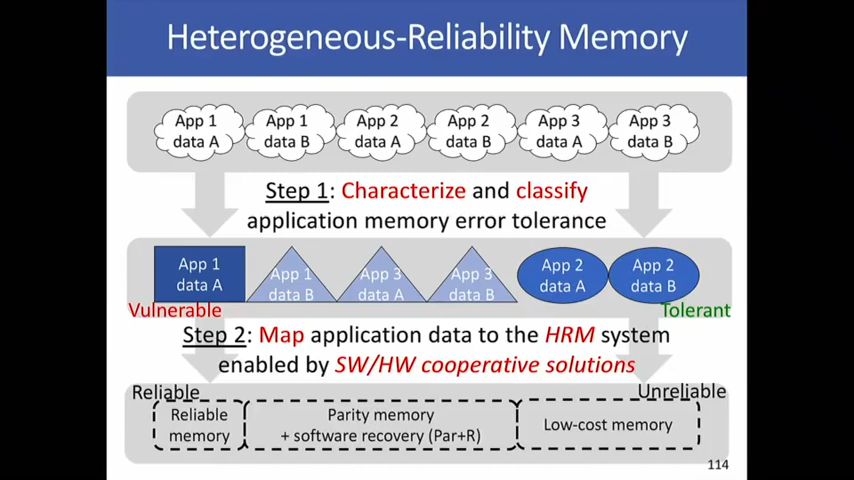 Heterogeneous-Reliability Memory
App 1 data A
App 1 data B
App 2 data A
App 2 data B
App 3 data A
App 3 data B
Step 1: Characterize and classify
application memory error tolerance
App 1 data A
App 1 data B
App 3 data A
App 3 data B
App 2 data A
App 2 data B
Vulnerable
Tolerant
Step 2: Map application data to the HRM system
enabled by SW/HW cooperative solutions
Reliable
Unreliable
Reliable
memory
Parity memory
+ software recovery (Par+R)
Low-cost memory
114